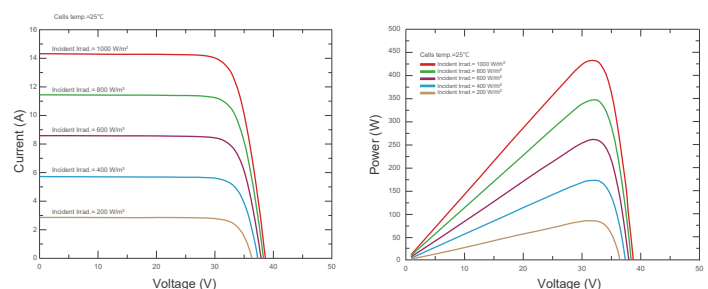 Cells temp.=25℃
16
14
12
10
8
6
4
2
0
Current (A)
Incident Irrad.= 1000 W/m²
Incident Irrad.= 800 W/m²
Incident Irrad.= 600 W/m²
Incident Irrad.= 400 W/m²
Incident Irrad.= 200 W/m²
0 10 20 30 40 50
Voltage (V)
500
450
400
350
300
250
200
150
100
50
0
Power (W)
Cells temp.=25℃
Incident Irrad.= 1000 W/m²
Incident Irrad.= 800 W/m²
Incident Irrad.= 600 W/m²
Incident Irrad.= 400 W/m²
Incident Irrad.= 200 W/m²
0 10 20 30 40 50
Voltage (V)